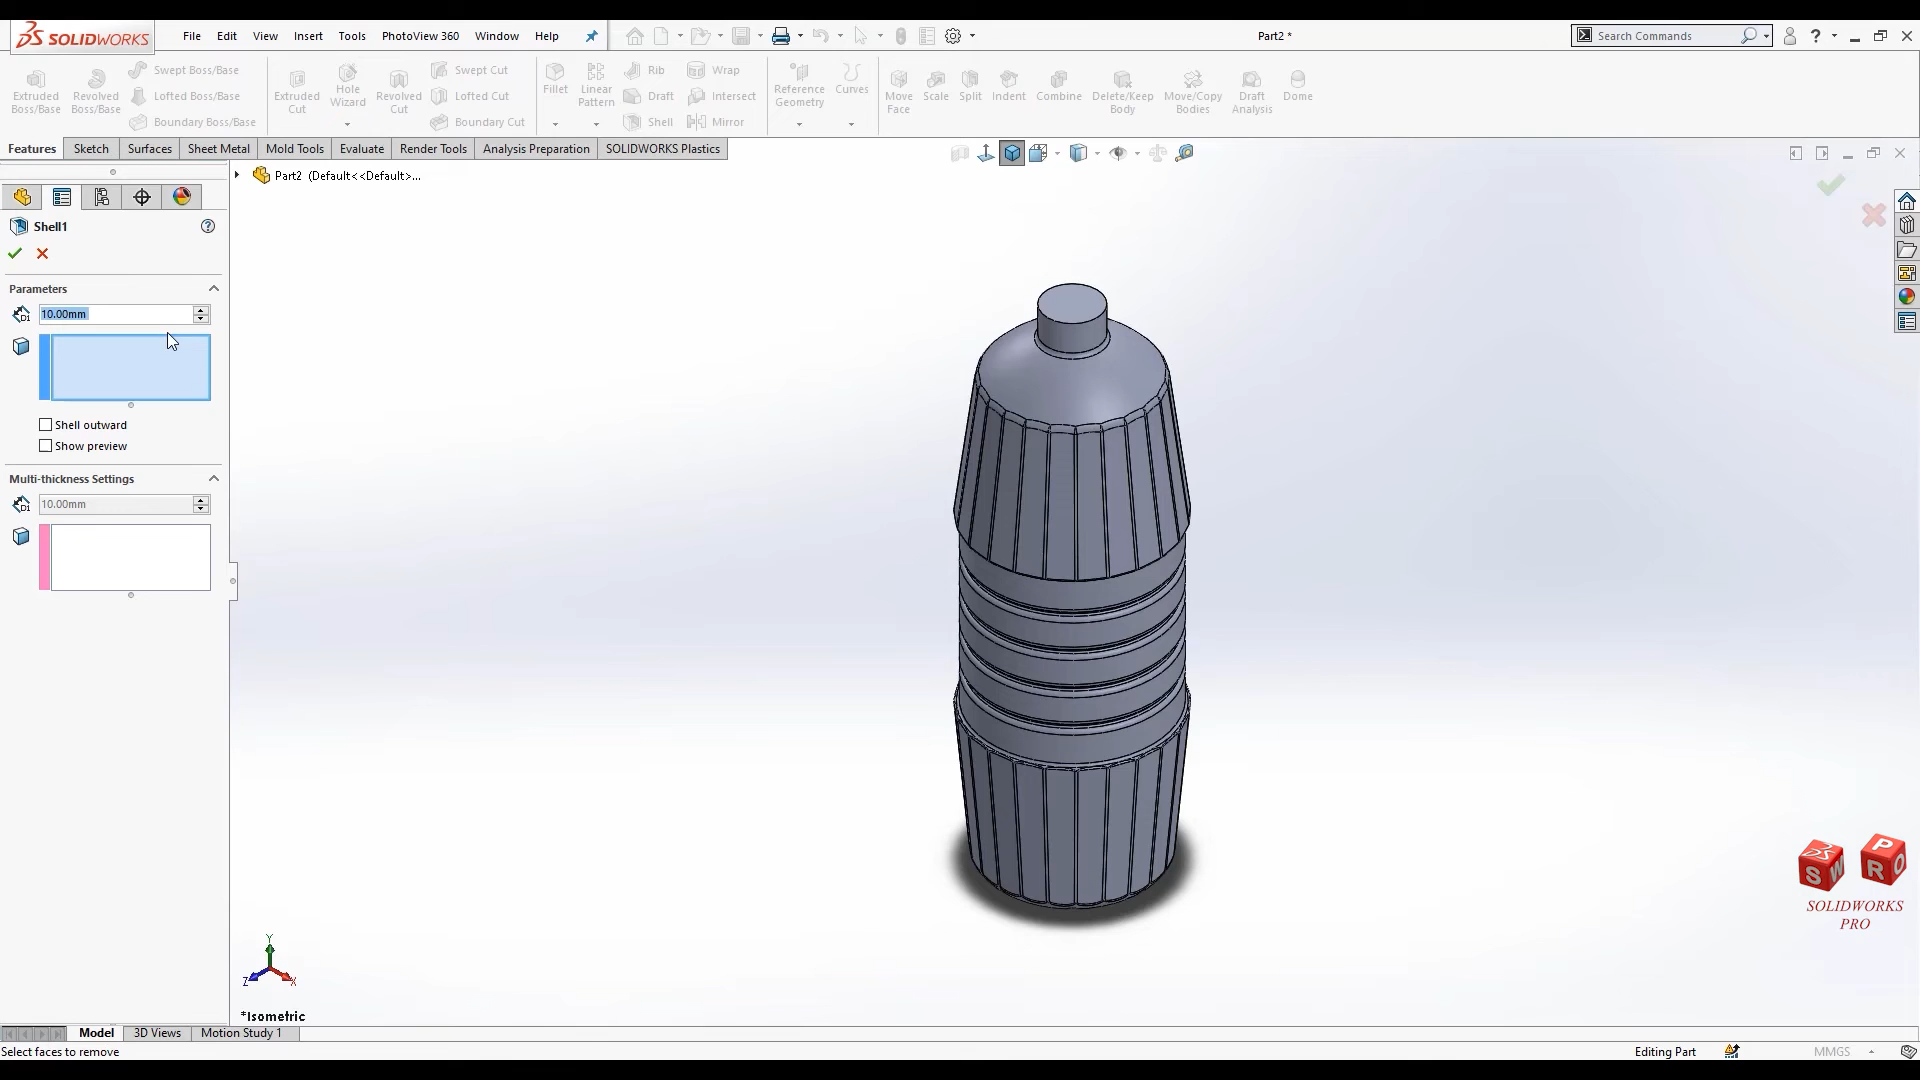 SOLIDWORKS File Edit View Insert Tools PhotoView 360 Window Help Part2 * Search Commands ?
Extruded Boss/Base
Revolved Boss/Base
Swept Boss/Base
Lofted Boss/Base
Boundary Boss/Base
Extruded Cut
Hole Wizard
Revolved Cut
Swept Cut
Lofted Cut
Boundary Cut
Fillet
Linear Pattern
Rib
Draft
Shell
Wrap
Intersect
Mirror
Reference Geometry
Curves
Move Face
Scale
Split
Indent
Combine
Delete/Keep Body
Move/Copy Bodies
Draft Analysis
Dome
Features Sketch Surfaces Sheet Metal Mold Tools Evaluate Render Tools Analysis Preparation SOLIDWORKS Plastics
Part2 (Default<<Default>...
Shell1
Parameters
10.00mm
Shell outward
Show preview
Multi-thickness Settings
10.00mm
S W P R O
SOLIDWORKS
PRO
Y
Z X
*Isometric
Model 3D Views Motion Study 1
Select faces to remove Editing Part MMGS